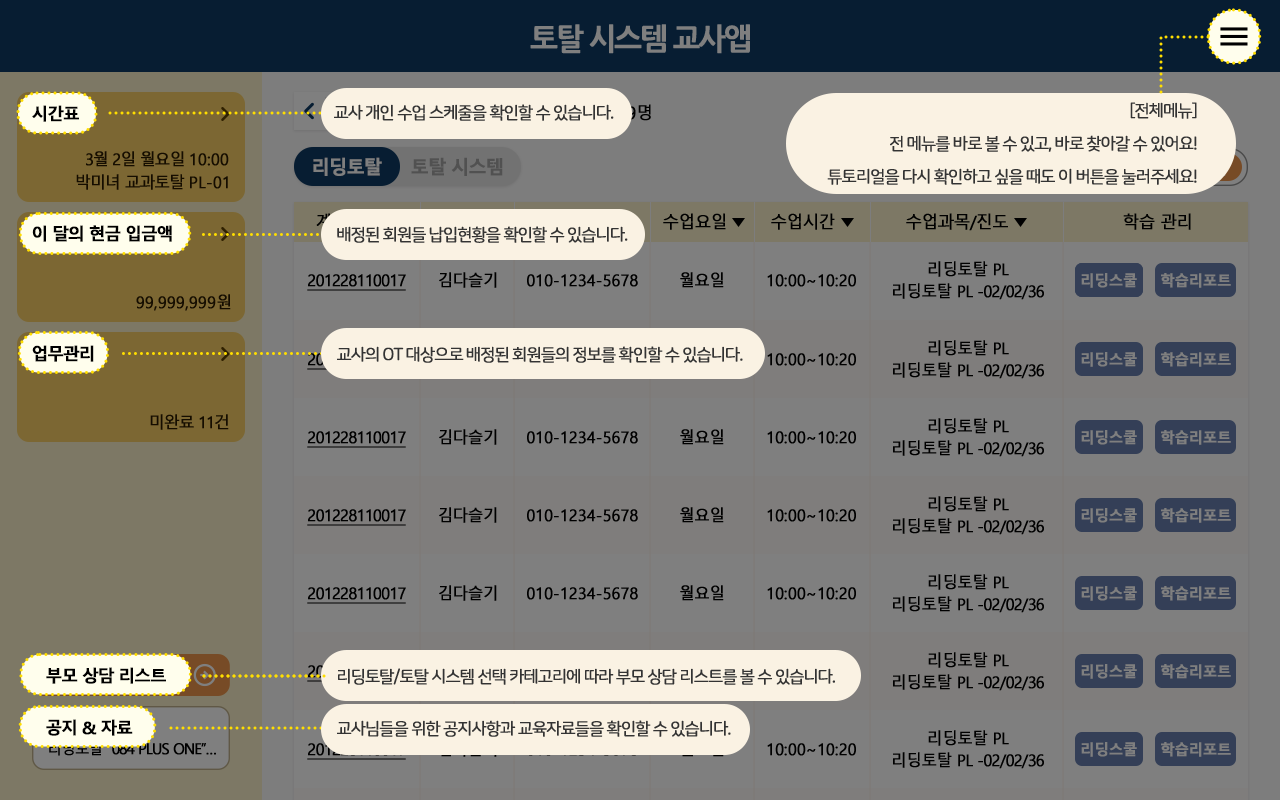 토탈 시스템 교사앱
[전체메뉴]
전 메뉴를 바로 볼 수 있고, 바로 찾아갈 수 있어요!
튜토리얼을 다시 확인하고 싶을 때도 이 버튼을 눌러주세요!
시간표
교사 개인 수업 스케줄을 확인할 수 있습니다.
9명
3월 2일 월요일 10:00
박미녀 교과토탈 PL-01
리딩토탈 토탈 시스템
이 달의 현금 입금액
배정된 회원들 납입현황을 확인할 수 있습니다.
99,999,999원
업무관리
교사의 OT 대상으로 배정된 회원들의 정보를 확인할 수 있습니다.
미완료 11건
수업요일 ▼ 수업시간 ▼ 수업과목/진도 ▼ 학습 관리
201228110017 김다슬기 010-1234-5678 월요일 10:00~10:20 리딩토탈 PL
리딩토탈 PL -02/02/36 리딩스쿨 학습리포트
10:00~10:20 리딩토탈 PL
리딩토탈 PL -02/02/36 리딩스쿨 학습리포트
201228110017 김다슬기 010-1234-5678 월요일 10:00~10:20 리딩토탈 PL
리딩토탈 PL -02/02/36 리딩스쿨 학습리포트
201228110017 김다슬기 010-1234-5678 월요일 10:00~10:20 리딩토탈 PL
리딩토탈 PL -02/02/36 리딩스쿨 학습리포트
201228110017 김다슬기 010-1234-5678 월요일 10:00~10:20 리딩토탈 PL
리딩토탈 PL -02/02/36 리딩스쿨 학습리포트
리딩토탈 PL
리딩토탈 PL -02/02/36 리딩스쿨 학습리포트
10:00~10:20 리딩토탈 PL
리딩토탈 PL -02/02/36 리딩스쿨 학습리포트
부모 상담 리스트
리딩토탈/토탈 시스템 선택 카테고리에 따라 부모 상담 리스트를 볼 수 있습니다.
공지 & 자료
교사님들을 위한 공지사항과 교육자료들을 확인할 수 있습니다.
리딩토탈 "084 PLUS ONE"...